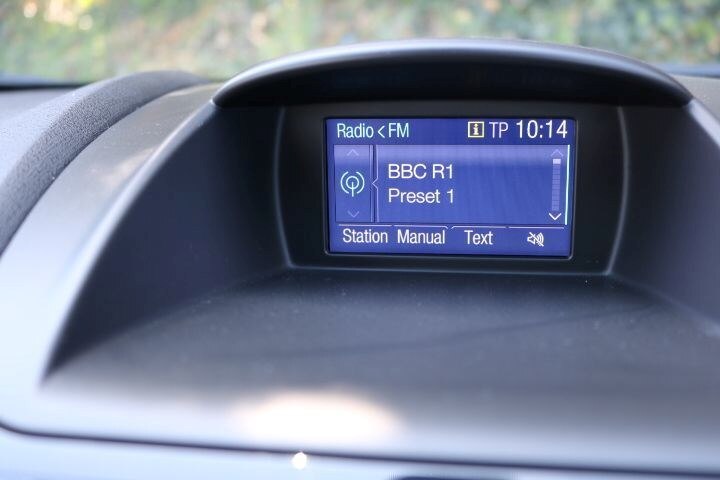 Radio < FM i TP 10:14
BBC R1
Preset 1
Station Manual Text